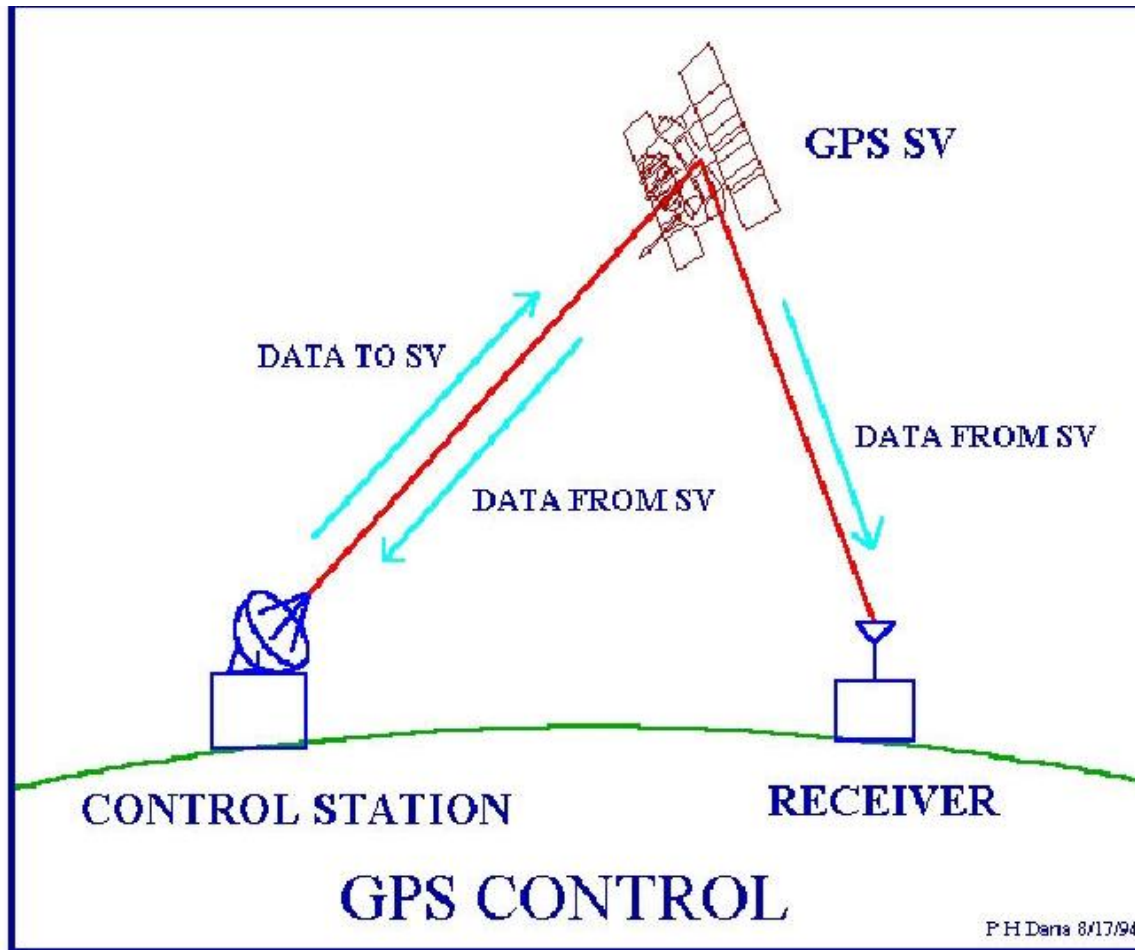 GPS SV
DATA TO SV
DATA FROM SV
DATA FROM SV
CONTROL STATION
RECEIVER
GPS CONTROL
P H Dana 8/17/94